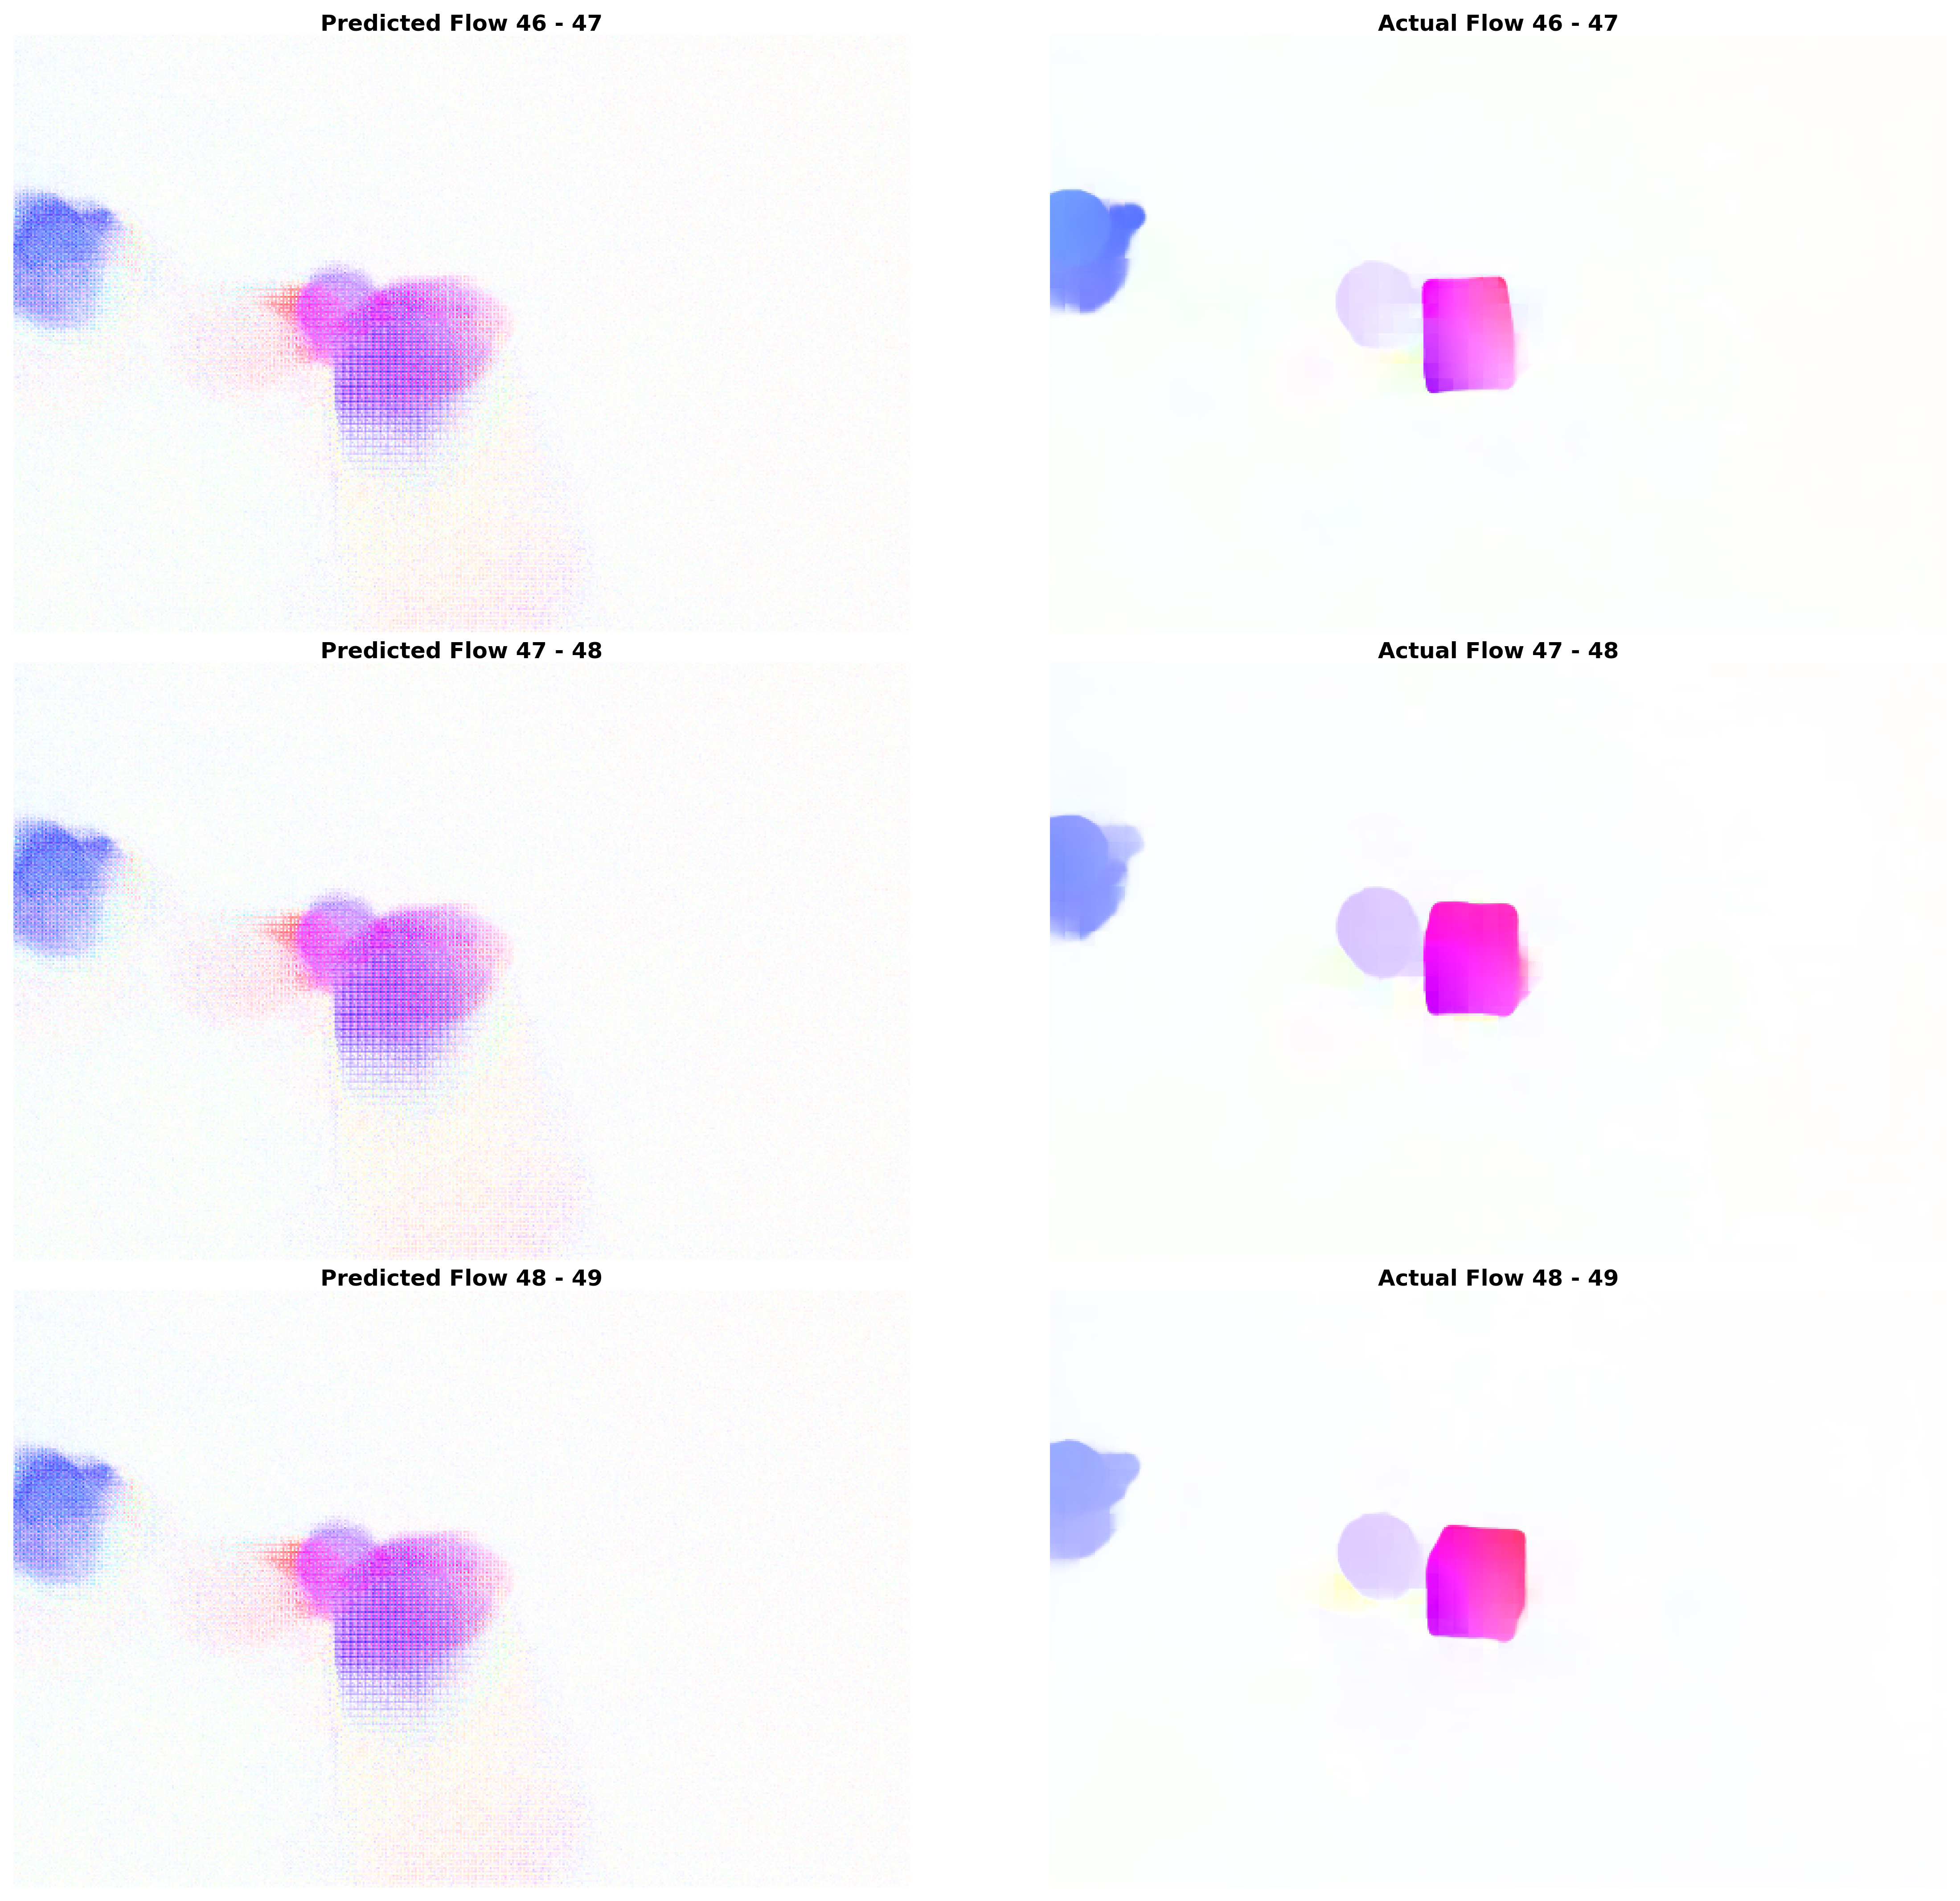 Predicted Flow 46 - 47
Actual Flow 46 - 47
Predicted Flow 47 - 48
Actual Flow 47 - 48
Predicted Flow 48 - 49
Actual Flow 48 - 49